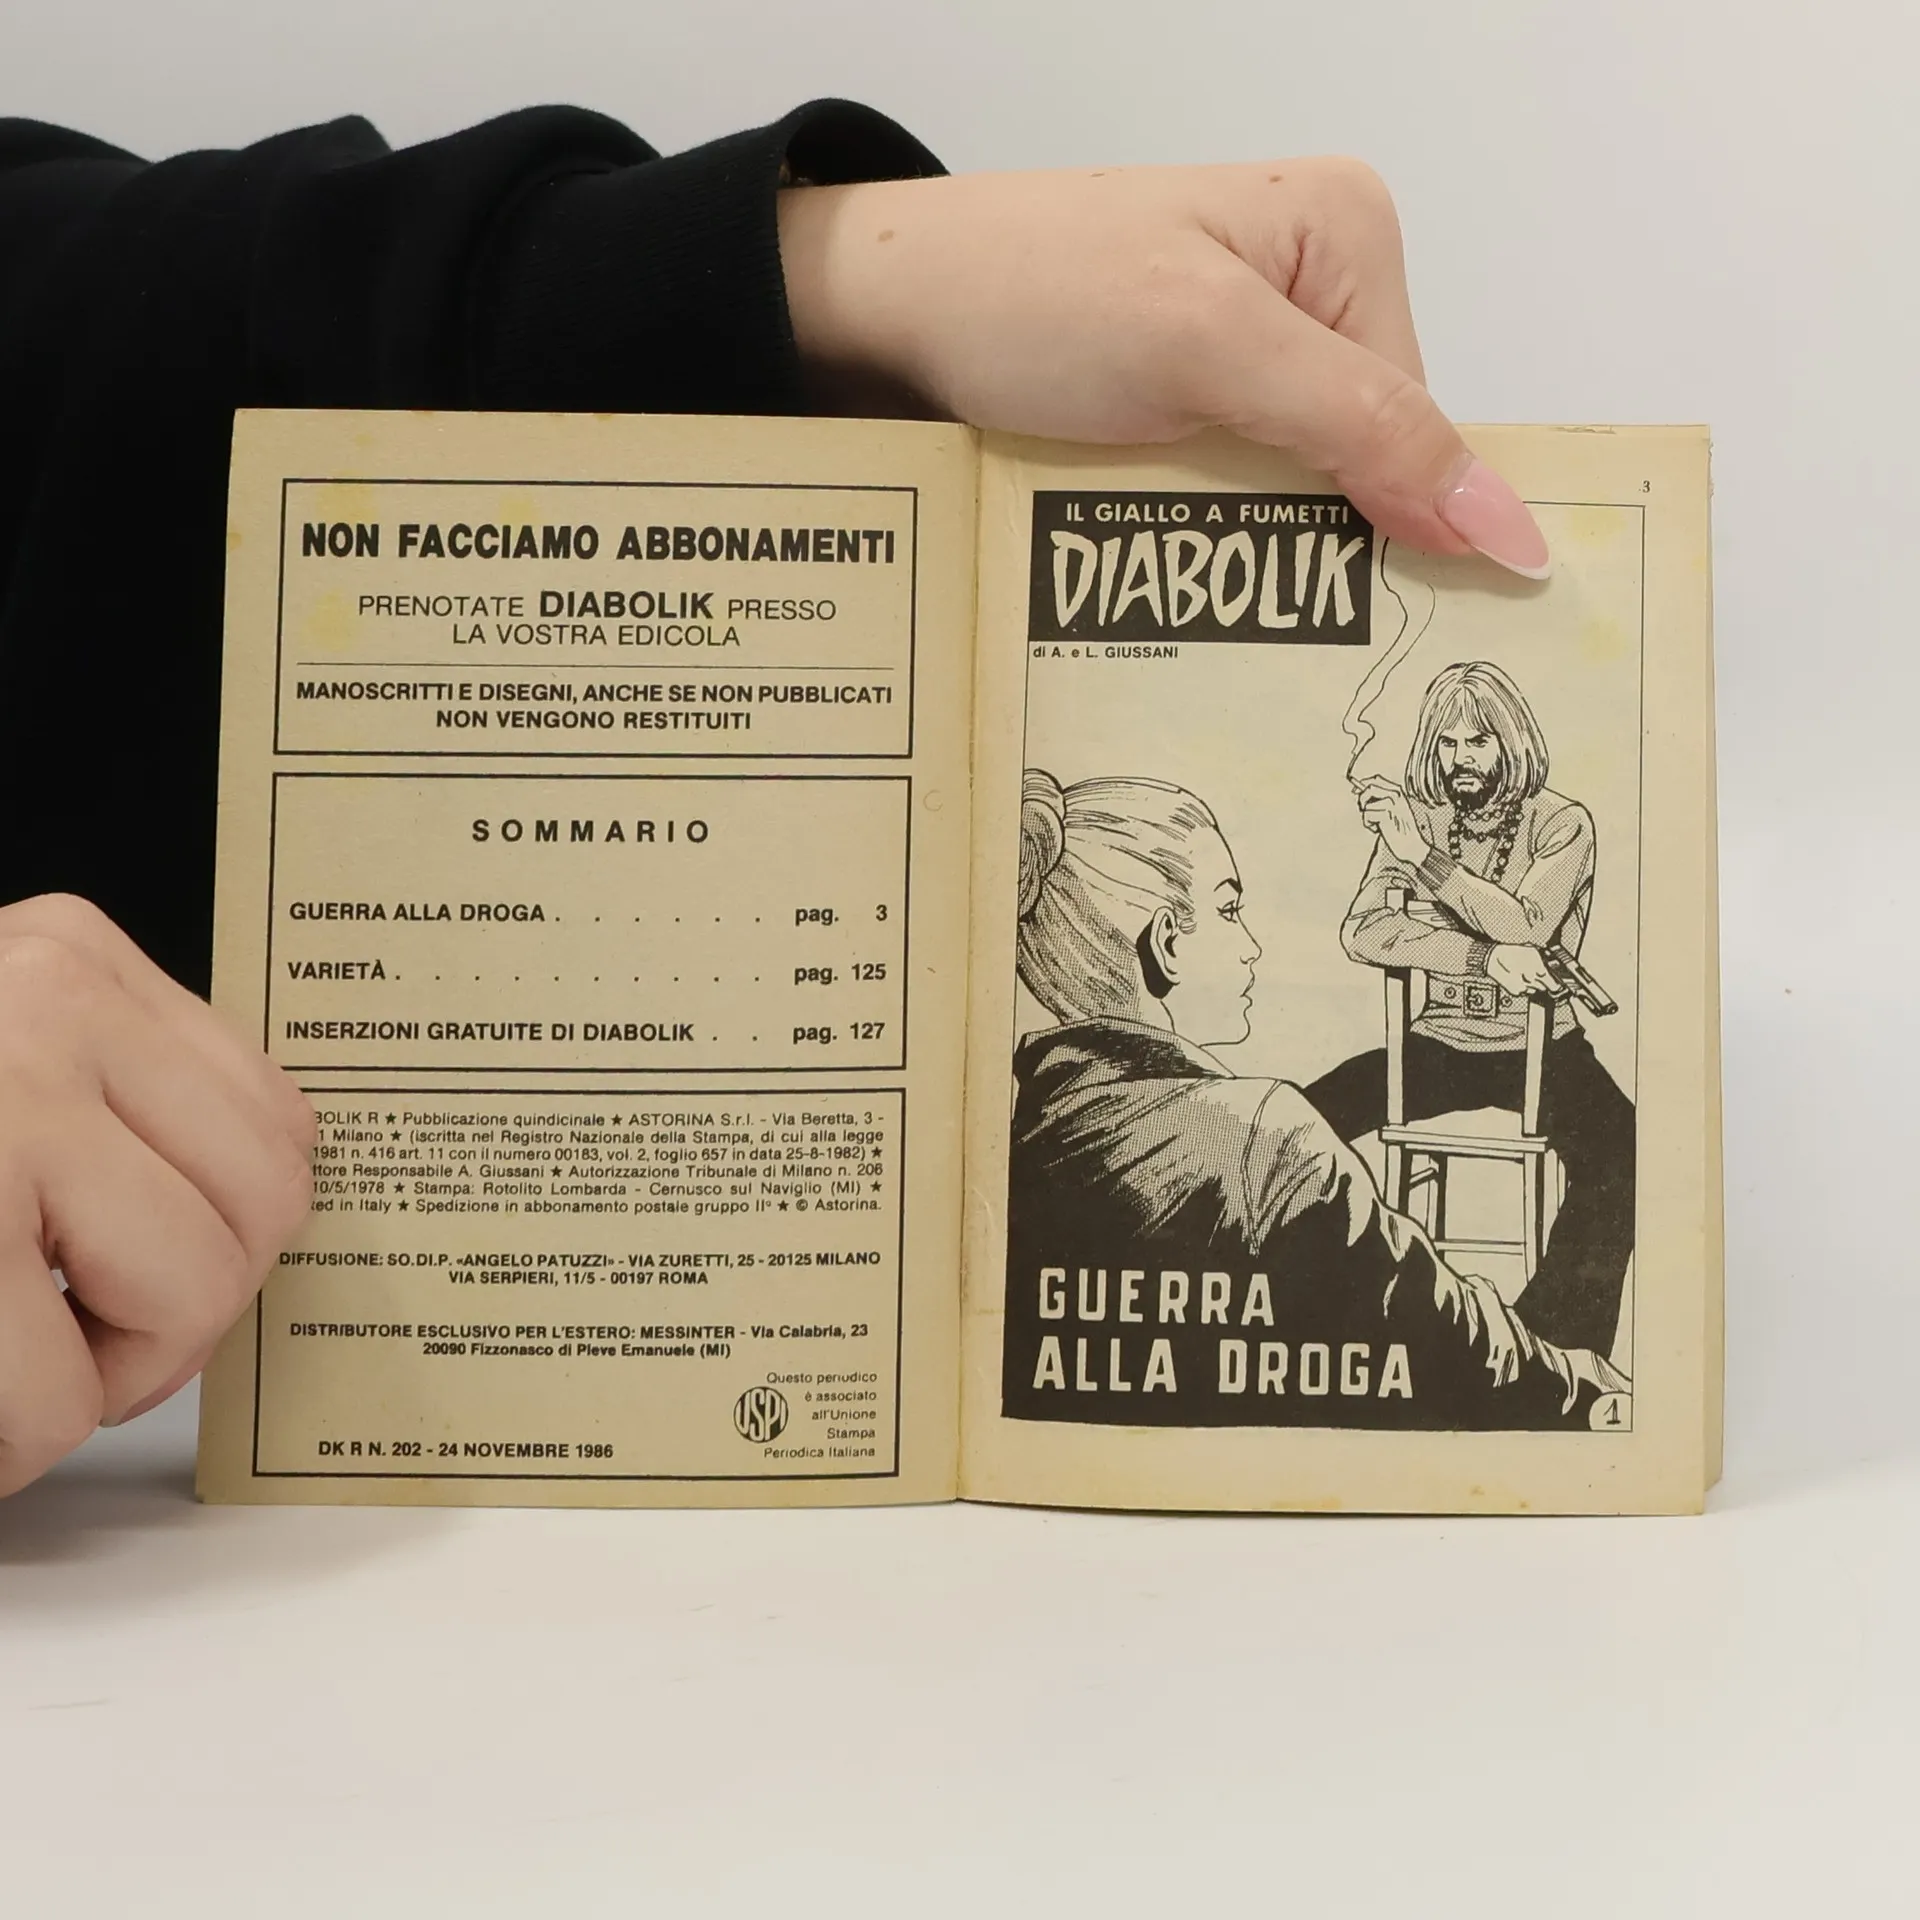 NON FACCIAMO ABBONAMENTI
PRENOTATE DIABOLIK PRESSO
LA VOSTRA EDICOLA
MANOSCRITTI E DISEGNI, ANCHE SE NON PUBBLICATI
NON VENGONO RESTITUITI
SOMMARIO
GUERRA ALLA DROGA . . . . . . pag. 3
VARIETÀ . . . . . . . . . . pag. 125
INSERZIONI GRATUITE DI DIABOLIK . . pag. 127
BOLIK R ★ Pubblicazione quindicinale ★ ASTORINA S.r.l. - Via Beretta, 3 -
1 Milano ★ (iscritta nel Registro Nazionale della Stampa, di cui alla legge
1981 n. 416 art. 11 con il numero 00183, vol. 2, foglio 657 in data 25-8-1982) ★
ttore Responsabile A. Giussani ★ Autorizzazione Tribunale di Milano n. 206
10/5/1978 ★ Stampa: Rotolito Lombarda - Cernusco sul Naviglio (MI) ★
ted in Italy ★ Spedizione in abbonamento postale gruppo IIº ★ © Astorina.
DIFFUSIONE: SO.DI.P. «ANGELO PATUZZI» - VIA ZURETTI, 25 - 20125 MILANO
VIA SERPIERI, 11/5 - 00197 ROMA
DISTRIBUTORE ESCLUSIVO PER L'ESTERO: MESSINTER - Via Calabria, 23
20090 Fizzonasco di Pieve Emanuele (MI)
USPI
Questo periodico
è associato
all'Unione
Stampa
Periodica Italiana
DK R N. 202 - 24 NOVEMBRE 1986
3
IL GIALLO A FUMETTI
DIABOLIK
di A. e L. GIUSSANI
GUERRA
ALLA DROGA
1